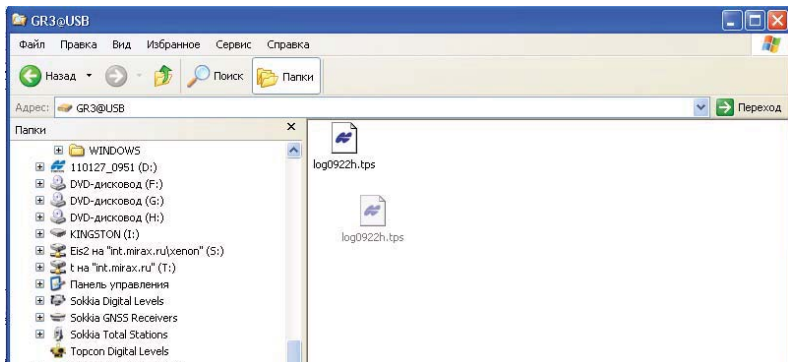 GR3@USB
Файл Правка Вид Избранное Сервис Справка
Назад Поиск Папки
Адрес: GR3@USB Переход
Папки
WINDOWS
110127_0951 (D:)
DVD-дисковод (F:)
DVD-дисковод (G:)
DVD-дисковод (H:)
KINGSTON (I:)
Eis2 на "int.mirax.ru\xenon" (S:)
t на "int.mirax.ru" (T:)
Панель управления
Sokkia Digital Levels
Sokkia GNSS Receivers
Sokkia Total Stations
Topcon Digital Levels
log0922h.tps
log0922h.tps